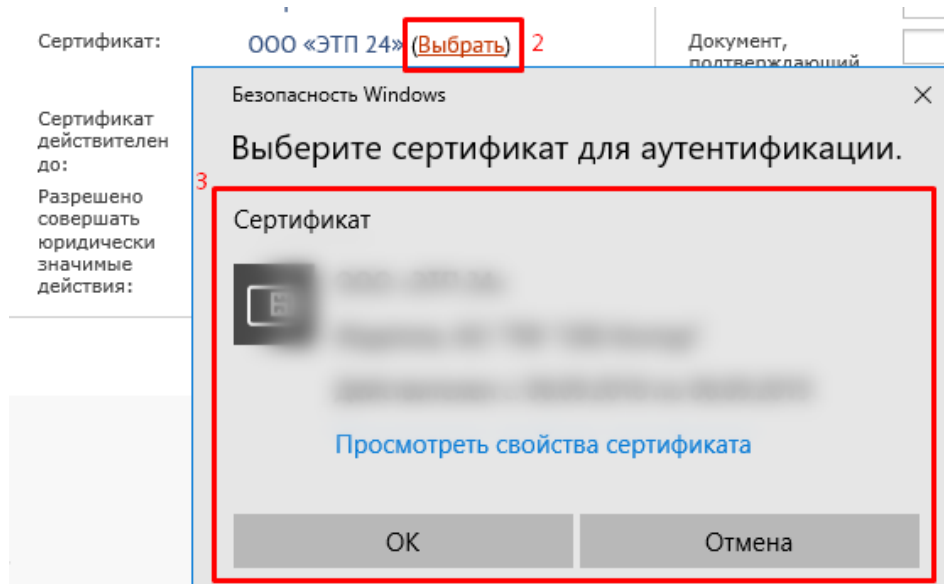 Сертификат:
ООО «ЭТП 24» (Выбрать)
2
Документ,
подтверждающий
Безопасность Windows
Сертификат
действителен
до:
Выберите сертификат для аутентификации.
3
Разрешено
совершать
юридически
значимые
действия:
Сертификат
Просмотреть свойства сертификата
ОК
Отмена